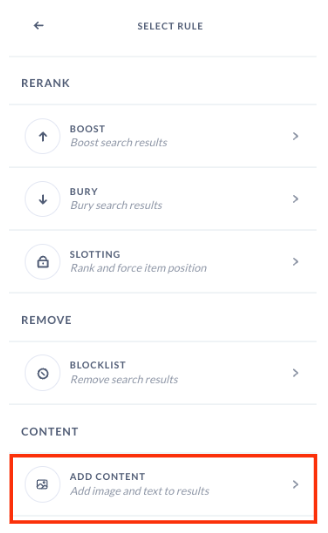 SELECT RULE
RERANK
BOOST
Boost search results
BURY
Bury search results
SLOTTING
Rank and force item position
REMOVE
BLOCKLIST
Remove search results
CONTENT
ADD CONTENT
Add image and text to results